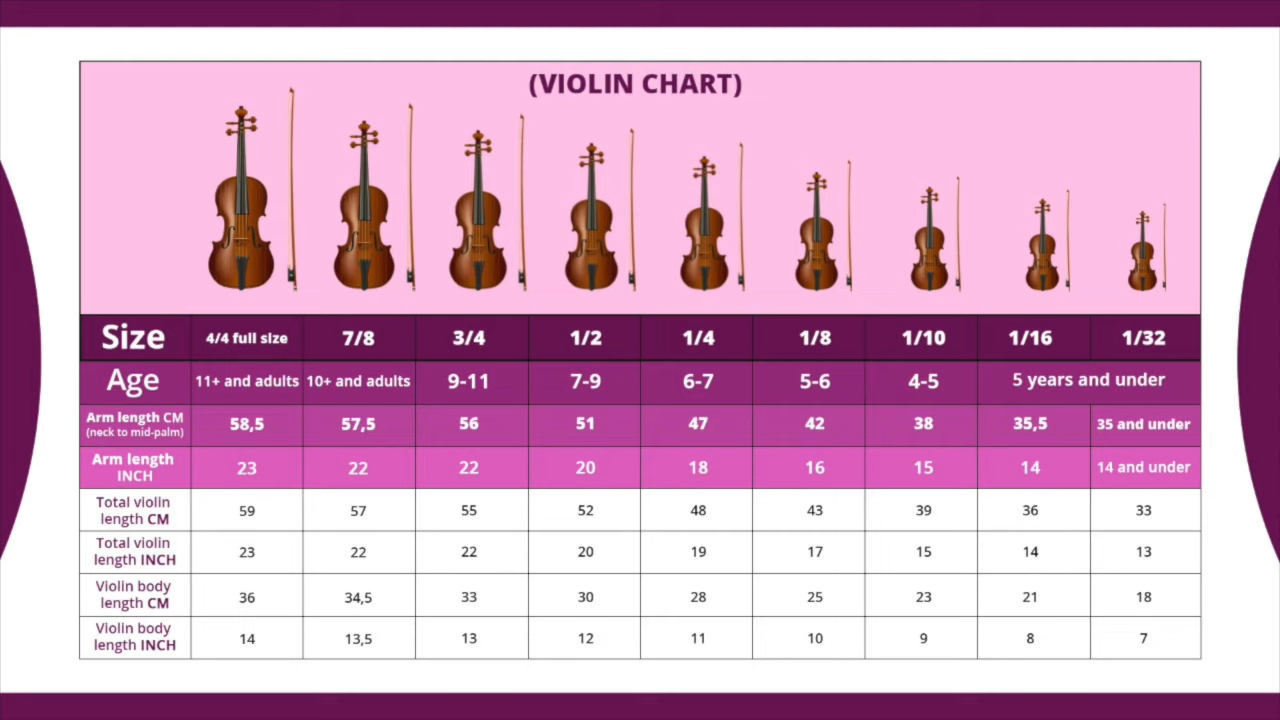 (VIOLIN CHART)
Size 4/4 full size 7/8 3/4 1/2 1/4 1/8 1/10 1/16 1/32
Age 11+ and adults 10+ and adults 9-11 7-9 6-7 5-6 4-5 5 years and under
Arm length CM
(neck to mid-palm) 58,5 57,5 56 51 47 42 38 35,5 35 and under
Arm length
INCH 23 22 22 20 18 16 15 14 14 and under
Total violin
length CM 59 57 55 52 48 43 39 36 33
Total violin
length INCH 23 22 22 20 19 17 15 14 13
Violin body
length CM 36 34,5 33 30 28 25 23 21 18
Violin body
length INCH 14 13,5 13 12 11 10 9 8 7